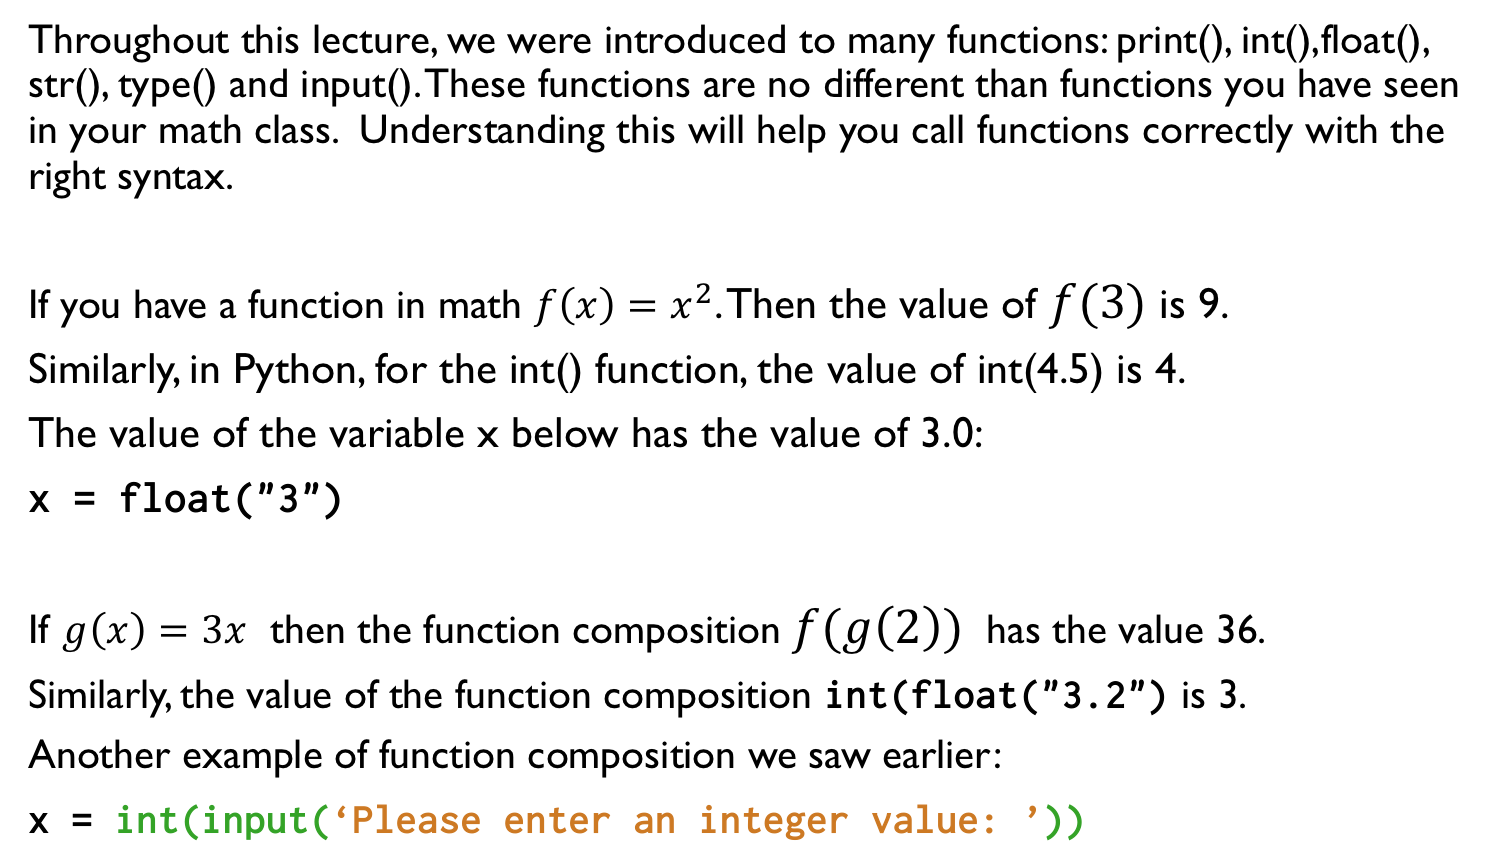 Throughout this lecture, we were introduced to many functions: print(), int(),float(),
str(), type() and input().These functions are no different than functions you have seen
in your math class.  Understanding this will help you call functions correctly with the
right syntax.
If you have a function in math f(x) = x². Then the value of f(3) is 9.
Similarly, in Python, for the int() function, the value of int(4.5) is 4.
The value of the variable x below has the value of 3.0:
x = float("3")
If g(x) = 3x then the function composition f(g(2)) has the value 36.
Similarly, the value of the function composition int(float("3.2") is 3.
Another example of function composition we saw earlier:
x = int(input(‘Please enter an integer value: ’))